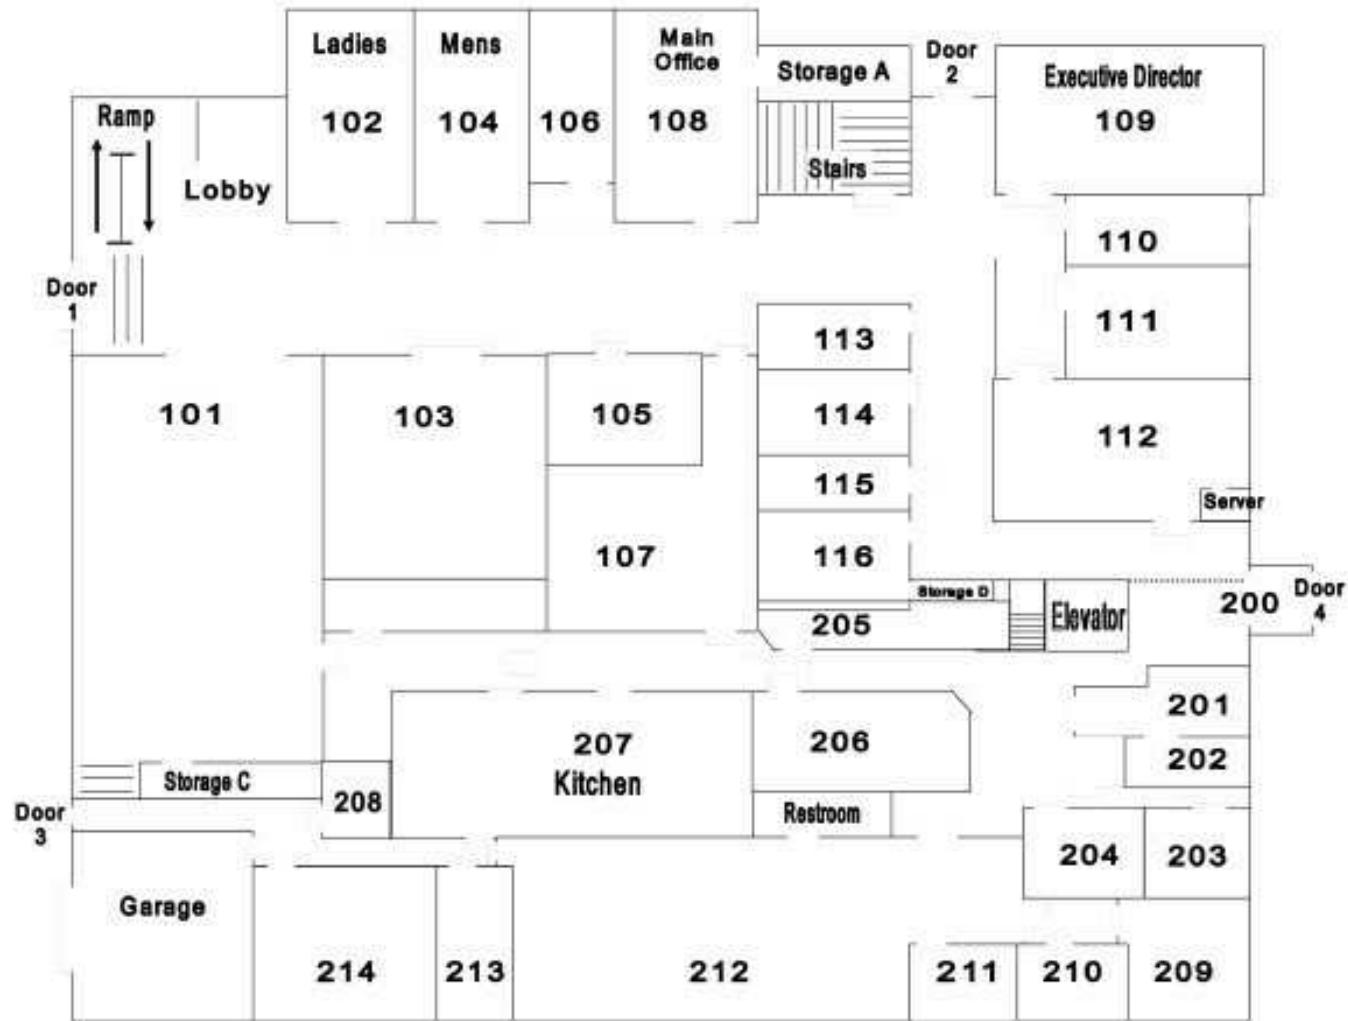 Ladies
102
Mens
104
106
Main
Office
108
Storage A
Stairs
Door
2
Executive Director
109
Ramp
Lobby
110
Door
1
111
113
101
103
105
114
112
115
Server
107
116
Storage D
205
Elevator
200
Door
4
201
206
207
Kitchen
202
Storage C
208
Restroom
Door
3
204
203
Garage
214
213
212
211
210
209